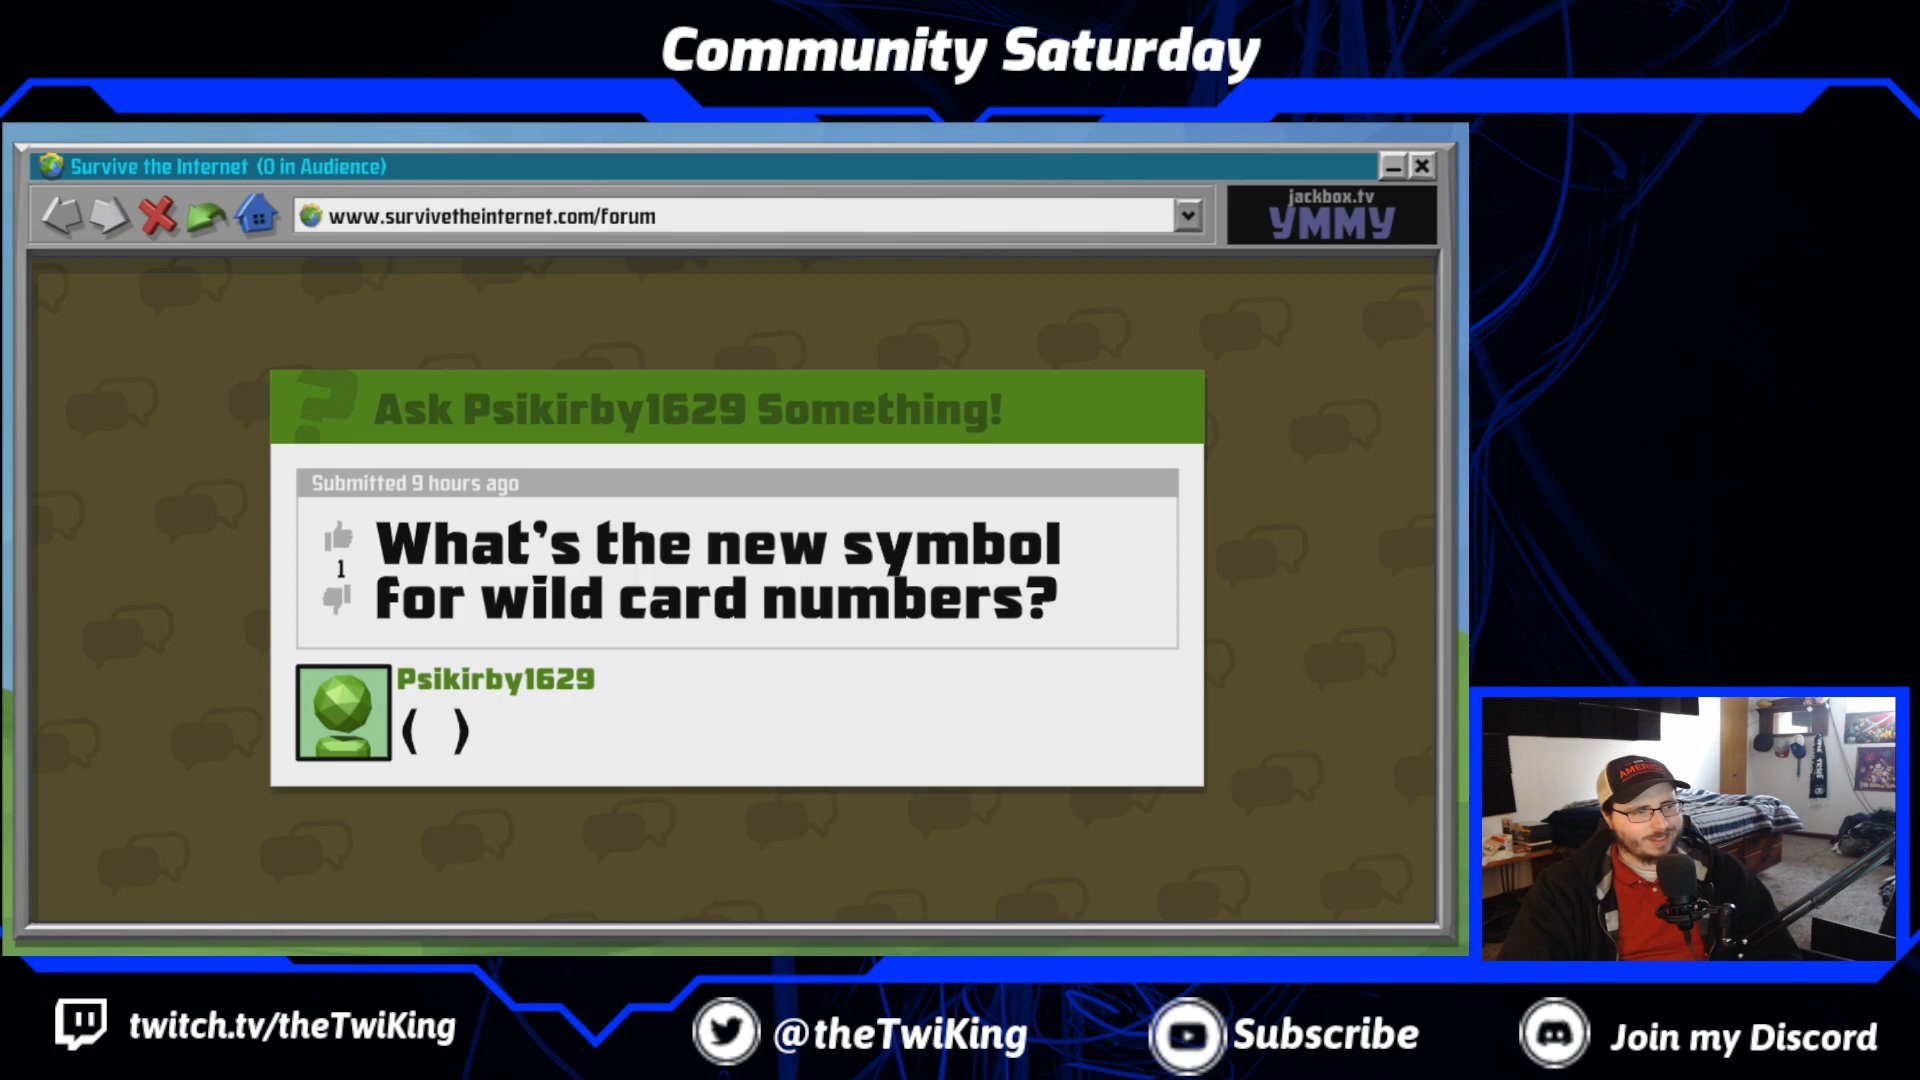 Community Saturday
Survive the Internet (0 in Audience)
www.survivetheinternet.com/forum
jackbox.tv
YMMY
Ask Psikirby1629 Something!
Submitted 9 hours ago
1
What's the new symbol
for wild card numbers?
Psikirby1629
( )
twitch.tv/theTwiKing
@theTwiKing
Subscribe
Join my Discord